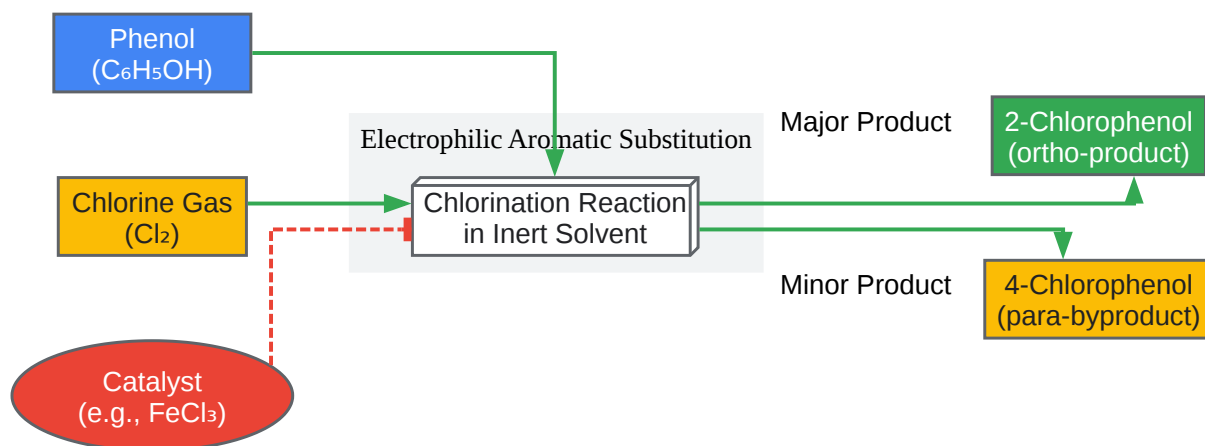 Phenol
(C₆H₅OH)
Electrophilic Aromatic Substitution
Major Product
2-Chlorophenol
(ortho-product)
Chlorine Gas
(Cl₂)
Chlorination Reaction
in Inert Solvent
Minor Product
4-Chlorophenol
(para-byproduct)
Catalyst
(e.g., FeCl₃)